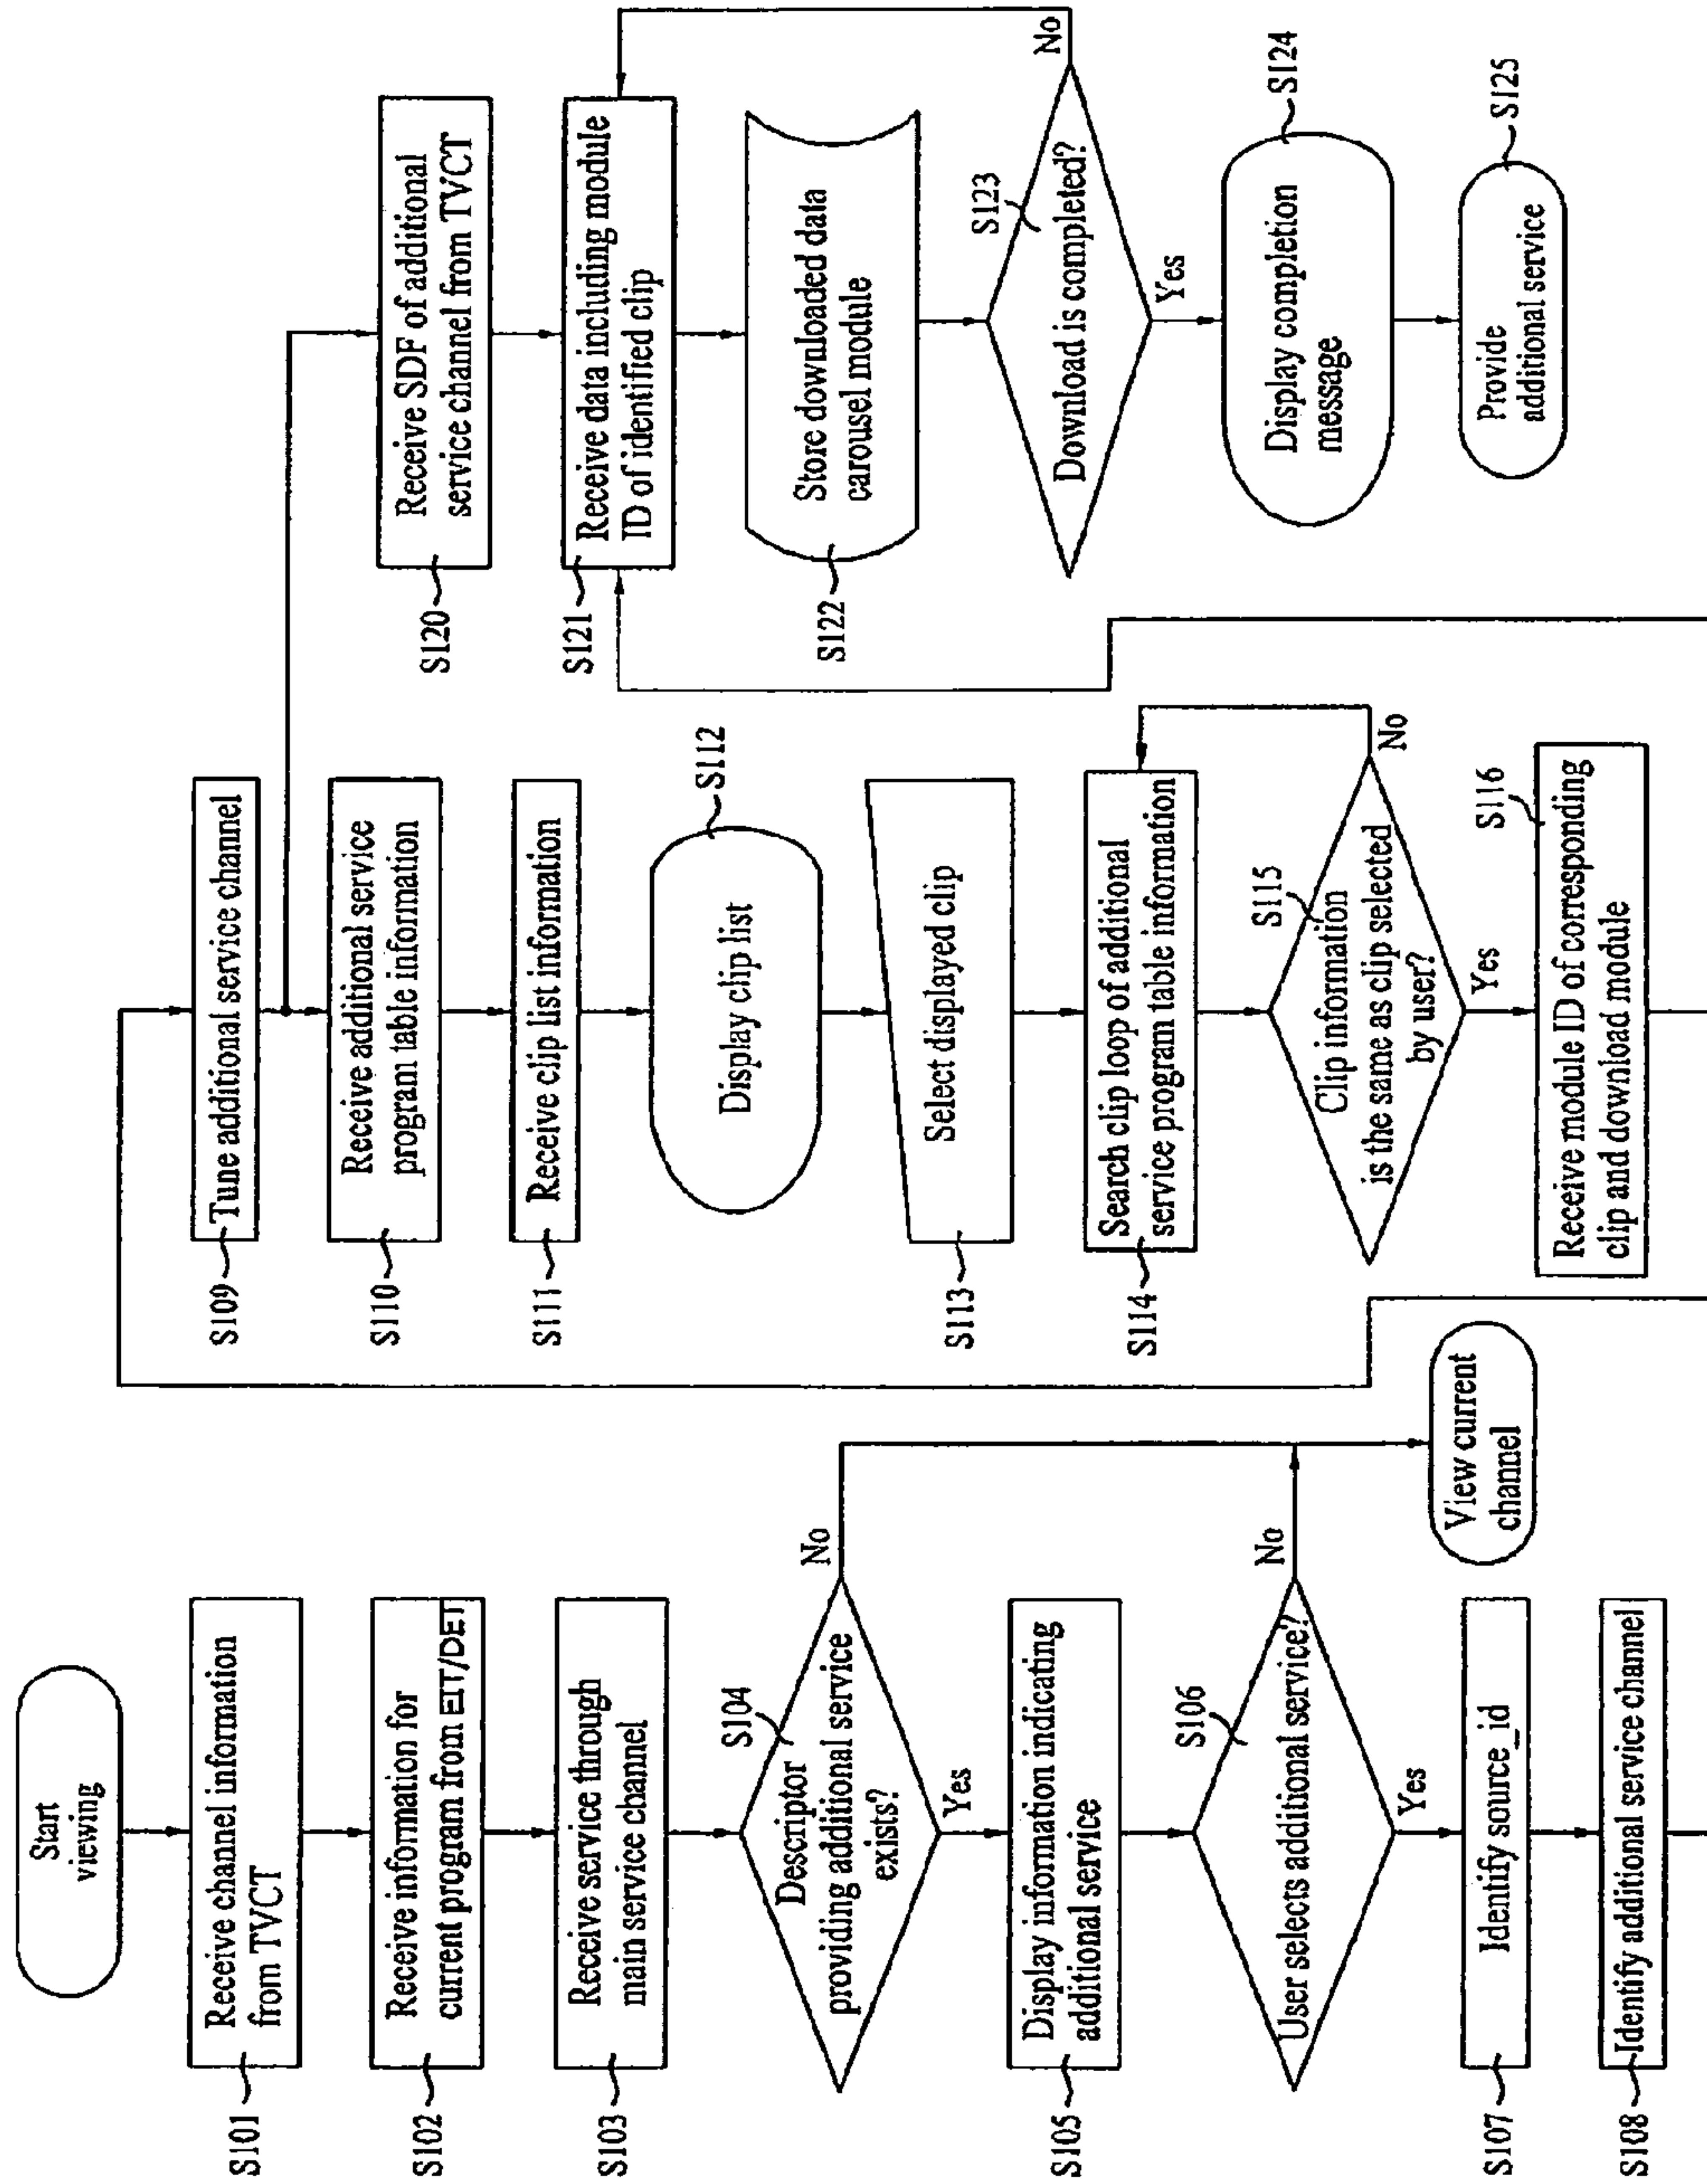 Start
viewing
S101
Receive channel information
from TVCT
S102
Receive information for
current program from EIT/DET
S103
Receive service through
main service channel
S104
Descriptor
providing additional service
exists?
No
Yes
S105
Display information indicating
additional service
S106
User selects additional service?
No
Yes
View current
channel
S107
Identify source_id
S108
Identify additional service channel
S109
Tune additional service channel
S110
Receive additional service
program table information
S111
Receive clip list information
S112
Display clip list
S113
Select displayed clip
S114
Search clip loop of additional
service program table information
S115
Clip information
is the same as clip selected
by user?
No
Yes
S116
Receive module ID of corresponding
clip and download module
S120
Receive SDF of additional
service channel from TVCT
S121
Receive data including module
ID of identified clip
S122
Store downloaded data
carousel module
S123
Download is completed?
No
Yes
S124
Display completion
message
S125
Provide
additional service